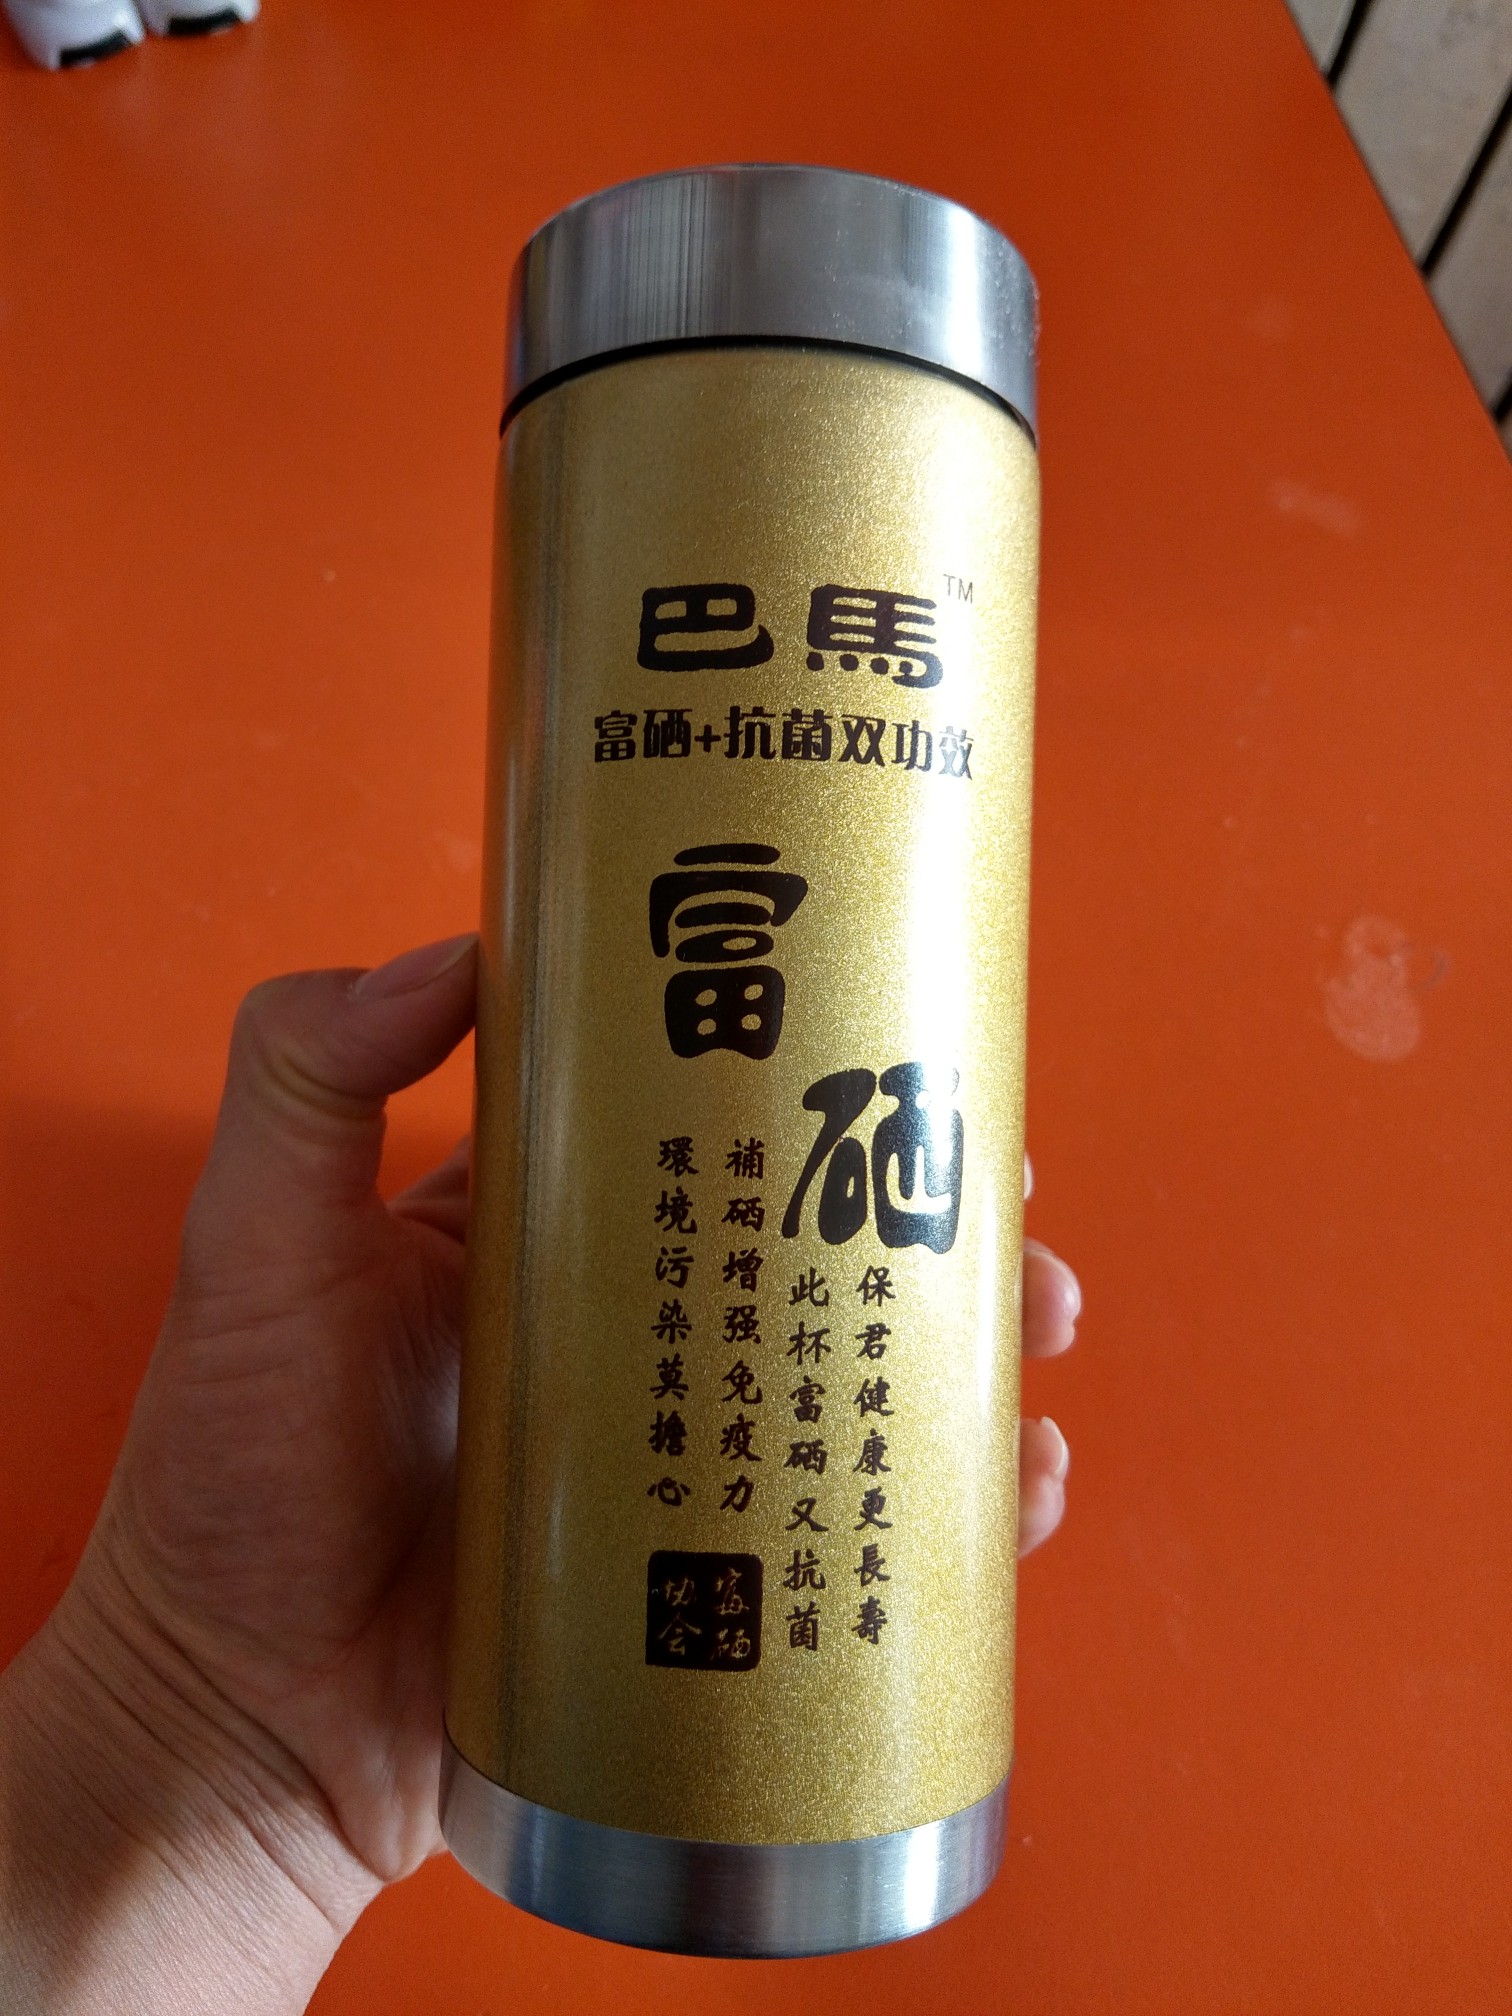 巴馬™
富硒+抗菌双功效
富
硒
環境污染莫擔心
補硒增强免疫力
此杯富硒又抗菌
保君健康更長壽
富硒
协会